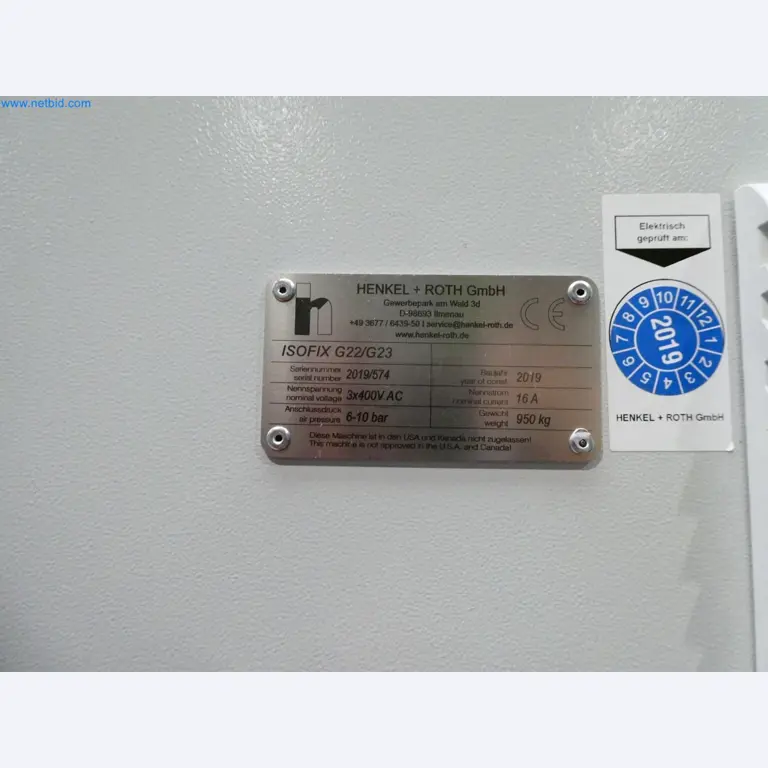 www.netbid.com
HENKEL + ROTH GmbH
Gewerbepark am Wald 3d
D-98693 Ilmenau
+49 3677 / 6439-50 | service@henkel-roth.de
www.henkel-roth.de
CE
ISOFIX G22/G23
Seriennummer
serial number 2019/574
Baujahr
year of const. 2019
Nennspannung
nominal voltage 3x400V AC
Nennstrom
nominal current 16 A
Anschlussdruck
air pressure 6-10 bar
Gewicht
weight 950 kg
Diese Maschine ist in den USA und Kanada nicht zugelassen!
This machine is not approved in the U.S.A. and Canada!
Elektrisch
geprüft am:
1 2 3 4 5 6 7 8 9 10 11 12
2019
HENKEL + ROTH GmbH